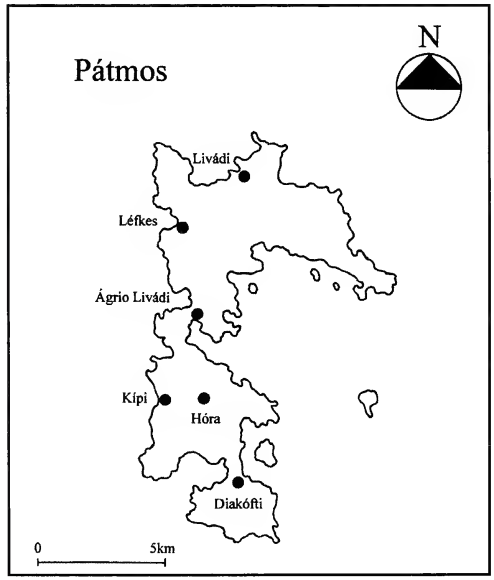 N
Pátmos
Livádi
Léfkes
Ágrio Livádi
Kípi
Hóra
Diakófti
0 5km